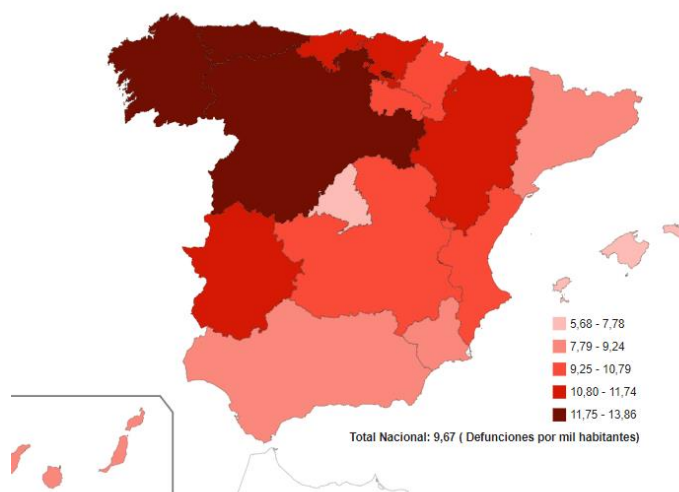 5,68 - 7,78
7,79 - 9,24
9,25 - 10,79
10,80 - 11,74
11,75 - 13,86
Total Nacional: 9,67 ( Defunciones por mil habitantes)